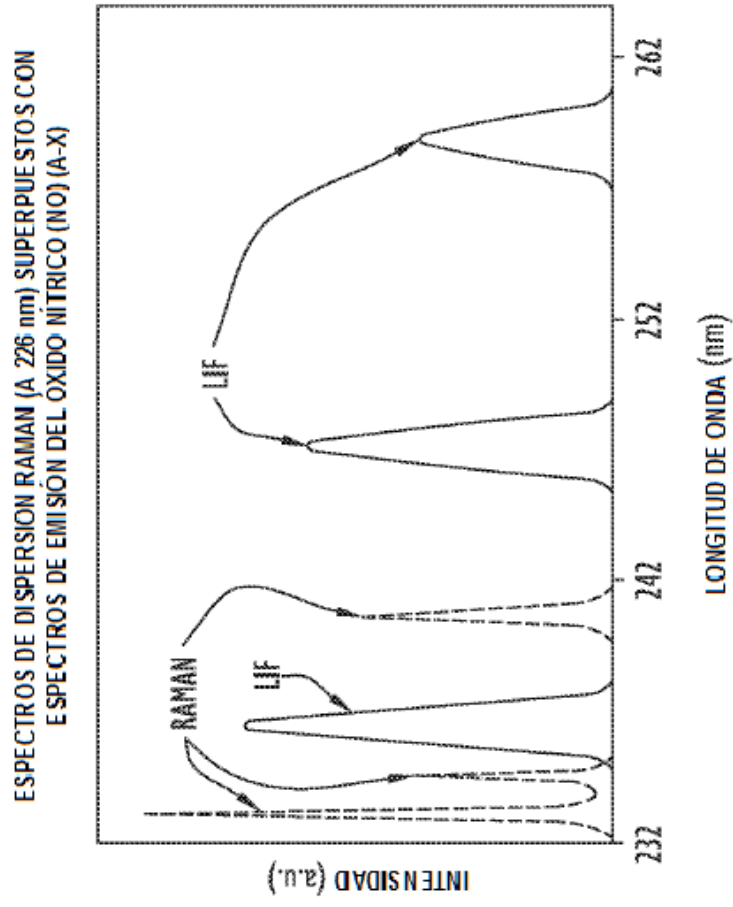 ESPECTROS DE DISPERSIÓN RAMAN (A 226 nm) SUPERPUESTOS CON
ESPECTROS DE EMISIÓN DEL ÓXIDO NÍTRICO (NO) (A-X)
INTENSIDAD (a.u.)
RAMAN
LIF
LIF
232
242
252
262
LONGITUD DE ONDA (nm)